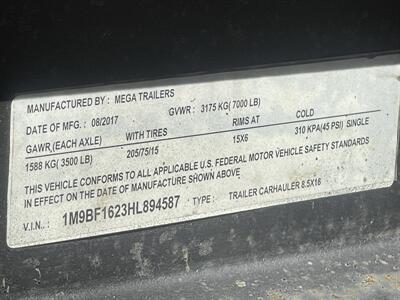 MANUFACTURED BY : MEGA TRAILERS
DATE OF MFG. : 08/2017 GVWR : 3175 KG( 7000 LB)
GAWR,(EACH AXLE) WITH TIRES RIMS AT COLD
1588 KG( 3500 LB) 205/75/15 15X6 310 KPA(45 PSI) SINGLE
THIS VEHICLE CONFORMS TO ALL APPLICABLE U.S. FEDERAL MOTOR VEHICLE SAFETY STANDARDS
IN EFFECT ON THE DATE OF MANUFACTURE SHOWN ABOVE
V.I.N. : 1M9BF1623HL894587 TYPE : TRAILER CARHAULER 8.5X16